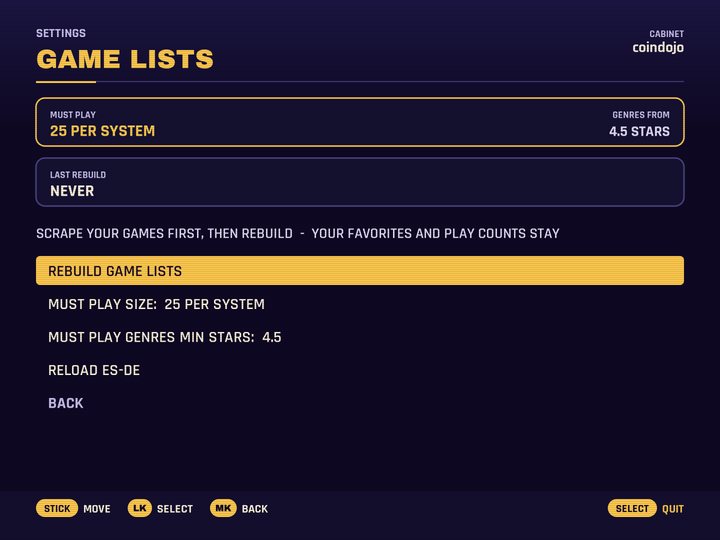 SETTINGS
GAME LISTS
CABINET
coindojo
MUST PLAY
25 PER SYSTEM
GENRES FROM
4.5 STARS
LAST REBUILD
NEVER
SCRAPE YOUR GAMES FIRST, THEN REBUILD - YOUR FAVORITES AND PLAY COUNTS STAY
REBUILD GAME LISTS
MUST PLAY SIZE: 25 PER SYSTEM
MUST PLAY GENRES MIN STARS: 4.5
RELOAD ES-DE
BACK
STICK MOVE LK SELECT MK BACK SELECT QUIT